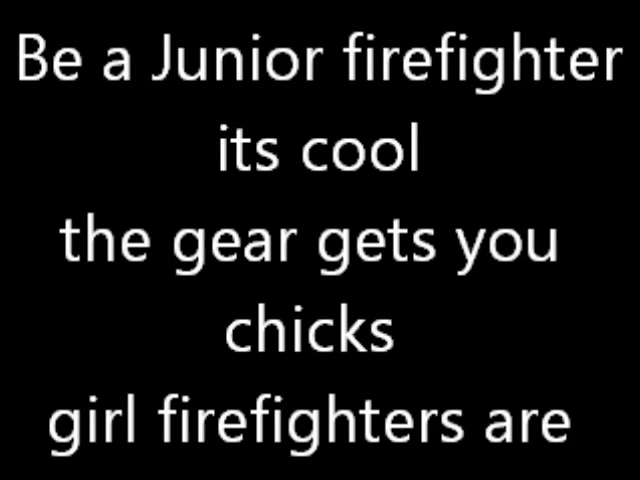 Be a Junior firefighter
its cool
the gear gets you
chicks
girl firefighters are